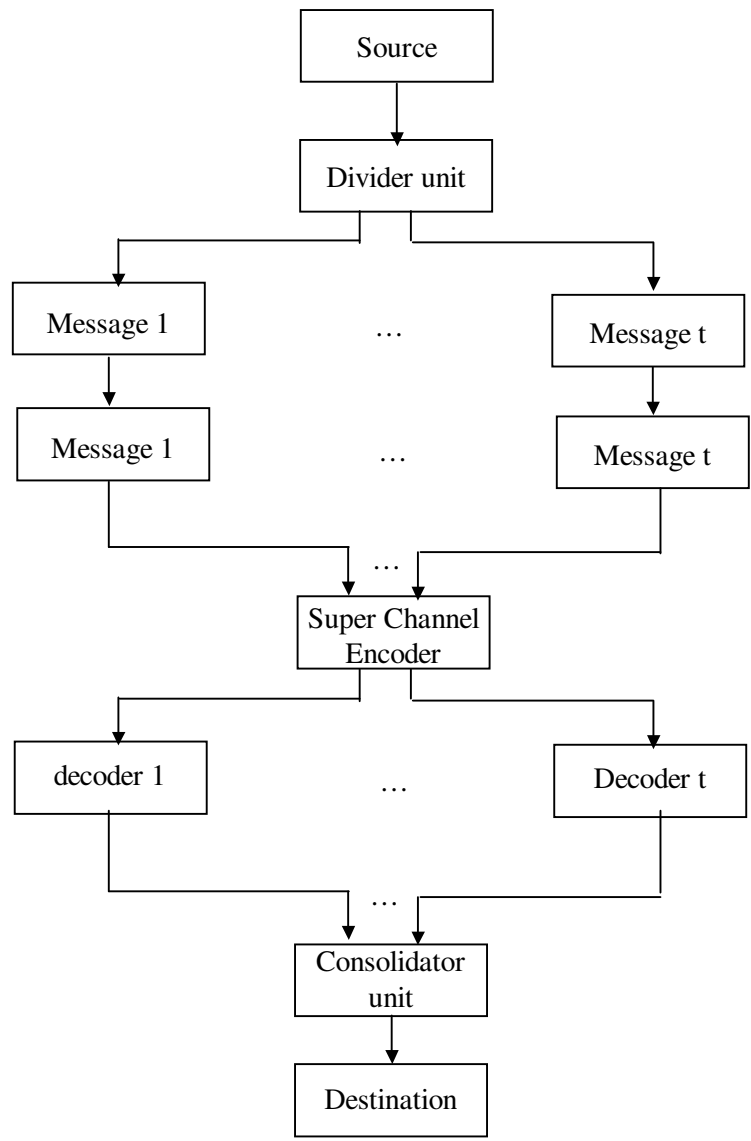 Source
Divider unit
Message 1
…
Message t
Message 1
…
Message t
…
Super Channel
Encoder
decoder 1
…
Decoder t
…
Consolidator
unit
Destination